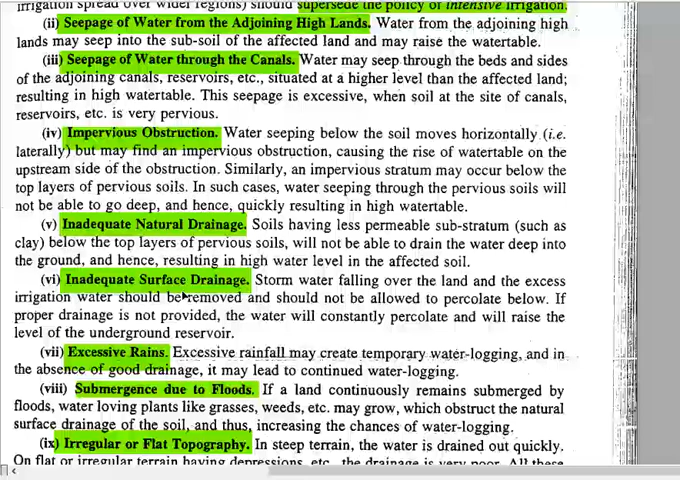 irrigation spread over wider regions) should supersede the policy of intensive irrigation.
(ii) Seepage of Water from the Adjoining High Lands. Water from the adjoining high
lands may seep into the sub-soil of the affected land and may raise the watertable.
(iii) Seepage of Water through the Canals. Water may seep through the beds and sides
of the adjoining canals, reservoirs, etc., situated at a higher level than the affected land;
resulting in high watertable. This seepage is excessive, when soil at the site of canals,
reservoirs, etc. is very pervious.
(iv) Impervious Obstruction. Water seeping below the soil moves horizontally (i.e.
laterally) but may find an impervious obstruction, causing the rise of watertable on the
upstream side of the obstruction. Similarly, an impervious stratum may occur below the
top layers of pervious soils. In such cases, water seeping through the pervious soils will
not be able to go deep, and hence, quickly resulting in high watertable.
(v) Inadequate Natural Drainage. Soils having less permeable sub-stratum (such as
clay) below the top layers of pervious soils, will not be able to drain the water deep into
the ground, and hence, resulting in high water level in the affected soil.
(vi) Inadequate Surface Drainage. Storm water falling over the land and the excess
irrigation water should be removed and should not be allowed to percolate below. If
proper drainage is not provided, the water will constantly percolate and will raise the
level of the underground reservoir.
(vii) Excessive Rains. Excessive rainfall may create temporary water-logging, and in
the absence of good drainage, it may lead to continued water-logging.
(viii) Submergence due to Floods. If a land continuously remains submerged by
floods, water loving plants like grasses, weeds, etc. may grow, which obstruct the natural
surface drainage of the soil, and thus, increasing the chances of water-logging.
(ix) Irregular or Flat Topography. In steep terrain, the water is drained out quickly.
On flat or irregular terrain having depressions, etc., the drainage is very poor. All these